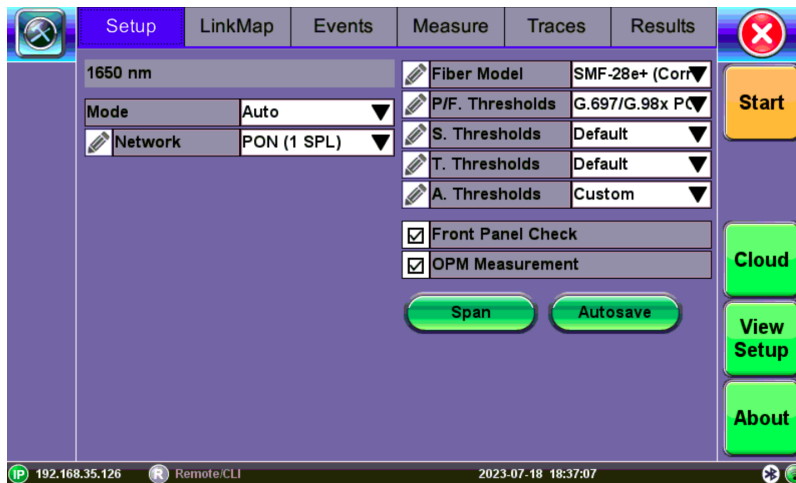 Setup LinkMap Events Measure Traces Results
1650 nm
Mode Auto
Network PON (1 SPL)
Fiber Model SMF-28e+ (Corr
P/F. Thresholds G.697/G.98x PO
S. Thresholds Default
T. Thresholds Default
A. Thresholds Custom
Front Panel Check
OPM Measurement
Span Autosave
Start
Cloud
View
Setup
About
IP 192.168.35.126 R Remote/CLI 2023-07-18 18:37:07